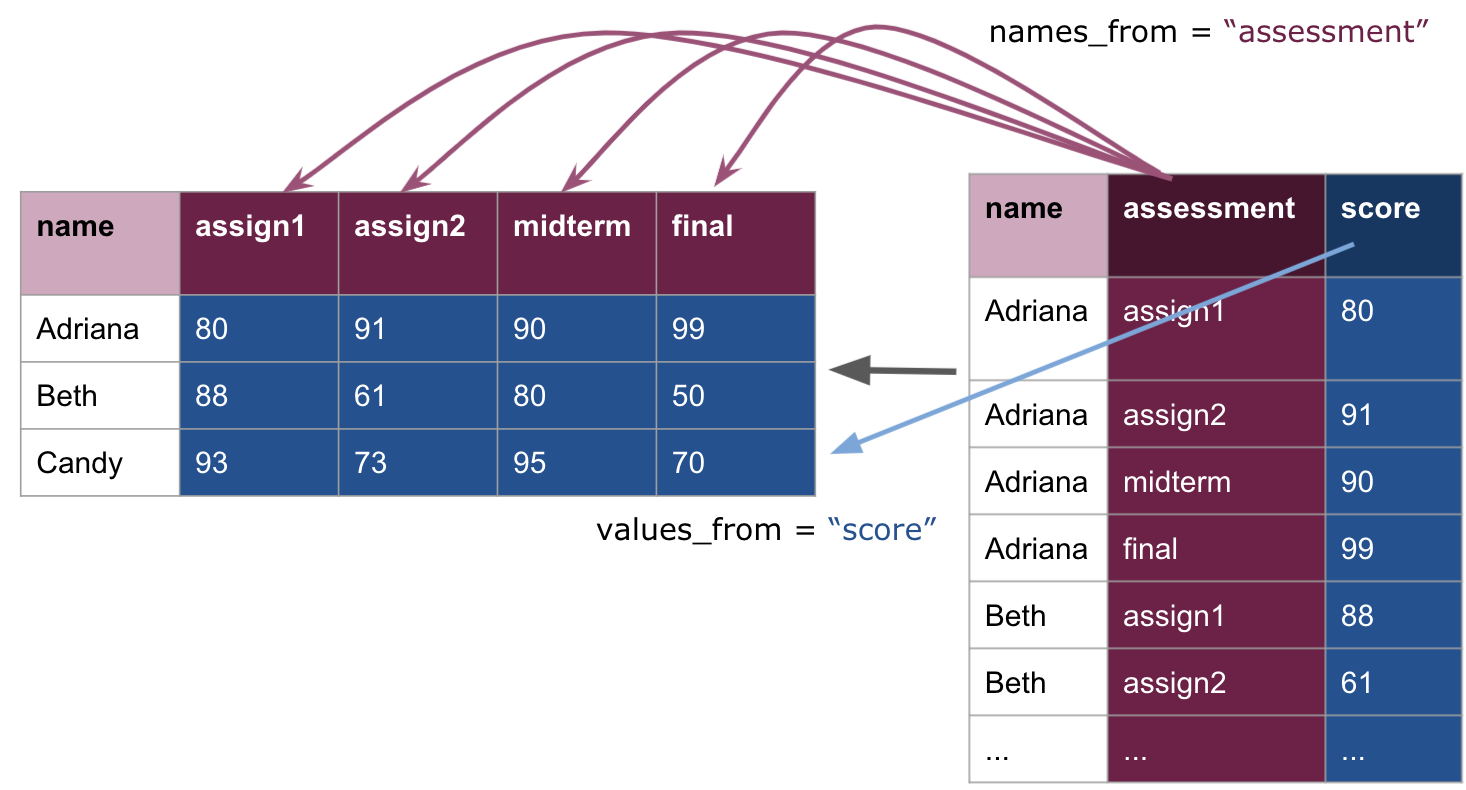 names_from = “assessment”
name assign1 assign2 midterm final
Adriana 80 91 90 99
Beth 88 61 80 50
Candy 93 73 95 70
values_from = “score”
name assessment score
Adriana assign1 80
Adriana assign2 91
Adriana midterm 90
Adriana final 99
Beth assign1 88
Beth assign2 61
... ... ...